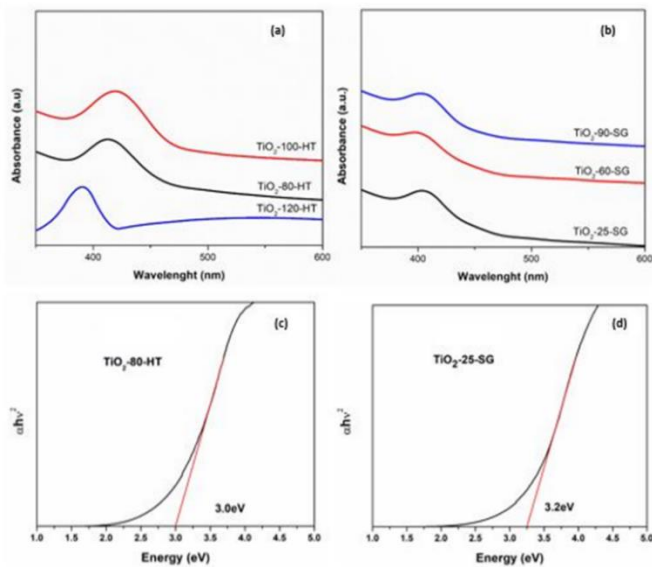 (a)
Absorbance (a.u)
TiO2-100-HT
TiO2-80-HT
TiO2-120-HT
400 500 600
Wavelenght (nm)
(b)
Absorbance (a.u.)
TiO2-90-SG
TiO2-60-SG
TiO2-25-SG
400 500 600
Wavelenght (nm)
(c)
TiO2-80-HT
αhν2
3.0eV
1.0 1.5 2.0 2.5 3.0 3.5 4.0 4.5 5.0
Energy (eV)
(d)
TiO2-25-SG
αhν2
3.2eV
1.0 1.5 2.0 2.5 3.0 3.5 4.0 4.5 5.0
Energy (eV)